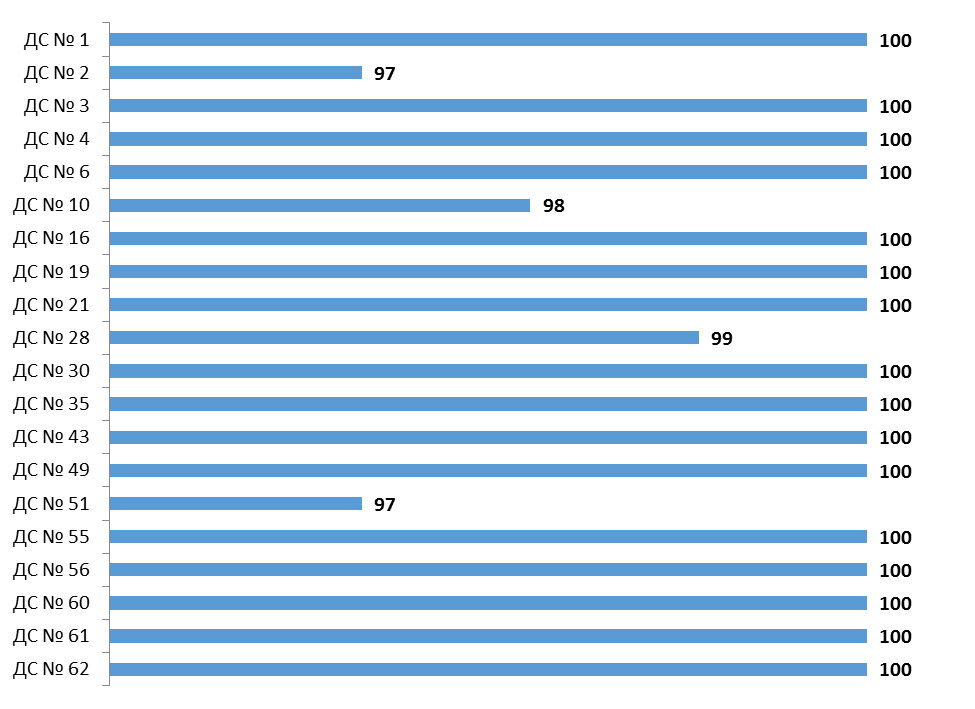 ДС № 1 100
ДС № 2 97
ДС № 3 100
ДС № 4 100
ДС № 6 100
ДС № 10 98
ДС № 16 100
ДС № 19 100
ДС № 21 100
ДС № 28 99
ДС № 30 100
ДС № 35 100
ДС № 43 100
ДС № 49 100
ДС № 51 97
ДС № 55 100
ДС № 56 100
ДС № 60 100
ДС № 61 100
ДС № 62 100